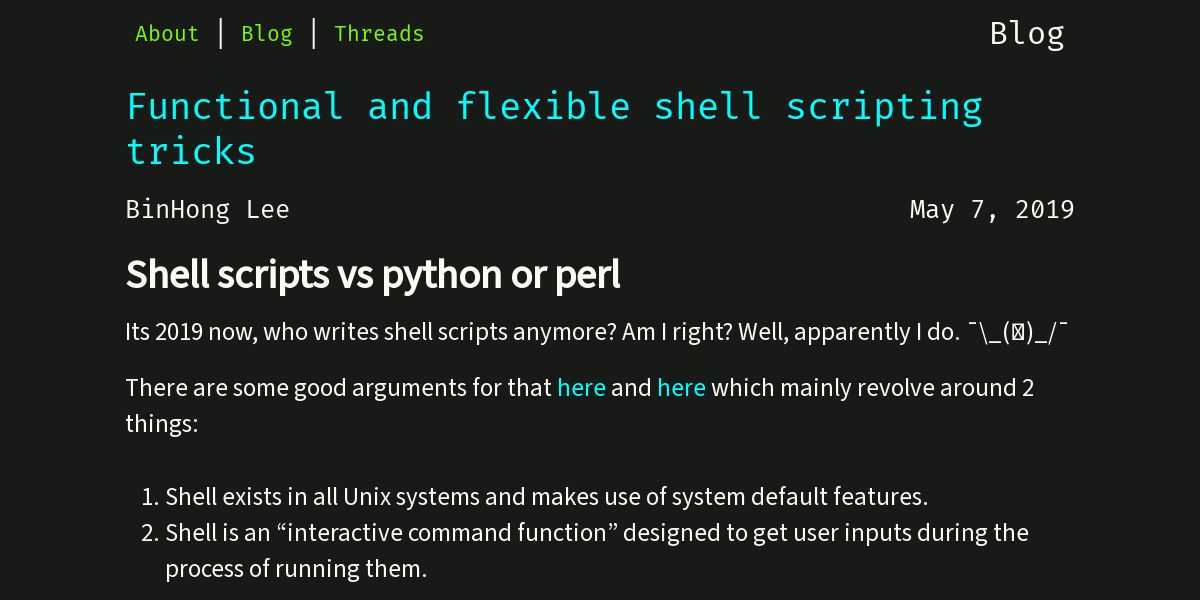 About | Blog | Threads Blog
Functional and flexible shell scripting
tricks
BinHong Lee May 7, 2019
Shell scripts vs python or perl
Its 2019 now, who writes shell scripts anymore? Am I right? Well, apparently I do. ¯\_(▯)_/¯
There are some good arguments for that here and here which mainly revolve around 2
things:
1. Shell exists in all Unix systems and makes use of system default features.
2. Shell is an “interactive command function” designed to get user inputs during the
process of running them.